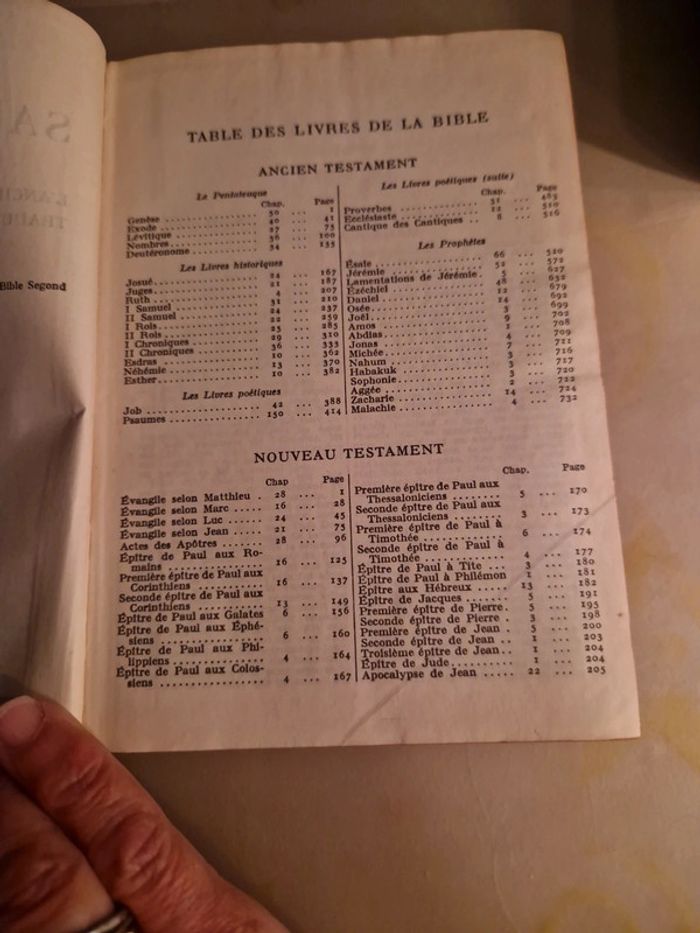 SA
L'ANCIE
TRADU
Bible Segond
TABLE DES LIVRES DE LA BIBLE
ANCIEN TESTAMENT
Le Pentateuque
Chap. Page
Genèse ... 50 ... 1
Exode ... 40 ... 41
Lévitique ... 27 ... 75
Nombres ... 36 ... 100
Deutéronome ... 34 ... 135
Les Livres historiques
Josué ... 24 ... 167
Juges ... 21 ... 187
Ruth ... 4 ... 207
I Samuel ... 31 ... 210
II Samuel ... 24 ... 237
I Rois ... 22 ... 259
II Rois ... 25 ... 285
I Chroniques ... 29 ... 310
II Chroniques ... 36 ... 333
Esdras ... 10 ... 362
Néhémie ... 13 ... 370
Esther ... 10 ... 382
Les Livres poétiques
Job ... 42 ... 388
Psaumes ... 150 ... 414
Les Livres poétiques (suite)
Chap. Page
Proverbes ... 31 ...
Ecclésiaste ... 12 ... 510
Cantique des Cantiques ... 8 ... 516
Les Prophètes
Ésaïe ... 66 ... 520
Jérémie ... 52 ... 572
Lamentations de Jérémie. 5 ... 627
Ézéchiel ... 48 ... 632
Daniel ... 12 ... 679
Osée ... 14 ... 692
Joël ... 3 ... 699
Amos ... 9 ... 702
Abdias ... 1 ... 708
Jonas ... 4 ... 709
Michée ... 7 ... 711
Nahum ... 3 ... 716
Habakuk ... 3 ... 717
Sophonie ... 3 ... 720
Aggée ... 2 ... 722
Zacharie ... 14 ... 724
Malachie ... 4 ... 732
NOUVEAU TESTAMENT
Chap Page
Évangile selon Matthieu . 28 ... 1
Évangile selon Marc ..... 16 ... 28
Évangile selon Luc ..... 24 ... 45
Évangile selon Jean ..... 21 ... 75
Actes des Apôtres ....... 28 ... 96
Épître de Paul aux Ro-
mains ... 16 ... 125
Première épître de Paul aux
Corinthiens ... 16 ... 137
Seconde épître de Paul aux
Corinthiens ... 13 ... 149
Épître de Paul aux Galates 6 ... 156
Épître de Paul aux Éphé-
siens ... 6 ... 160
Épître de Paul aux Phi-
lippiens ... 4 ... 164
Épître de Paul aux Colos-
siens ... 4 ... 167
Chap. Page
Première épître de Paul aux
Thessaloniciens ........ 5 ... 170
Seconde épître de Paul aux
Thessaloniciens ........ 3 ... 173
Première épître de Paul à
Timothée ... 6 ... 174
Seconde épître de Paul à
Timothée ... 4 ... 177
Épître de Paul à Tite ... 3 ... 180
Épître de Paul à Philémon 1 ... 181
Épître aux Hébreux ..... 13 ... 182
Épître de Jacques ....... 5 ... 191
Première épître de Pierre. 5 ... 195
Seconde épître de Pierre . 3 ... 198
Première épître de Jean . 5 ... 200
Seconde épître de Jean .. 1 ... 203
Troisième épître de Jean.. 1 ... 204
Épître de Jude.......... 1 ... 204
Apocalypse de Jean ..... 22 ... 205